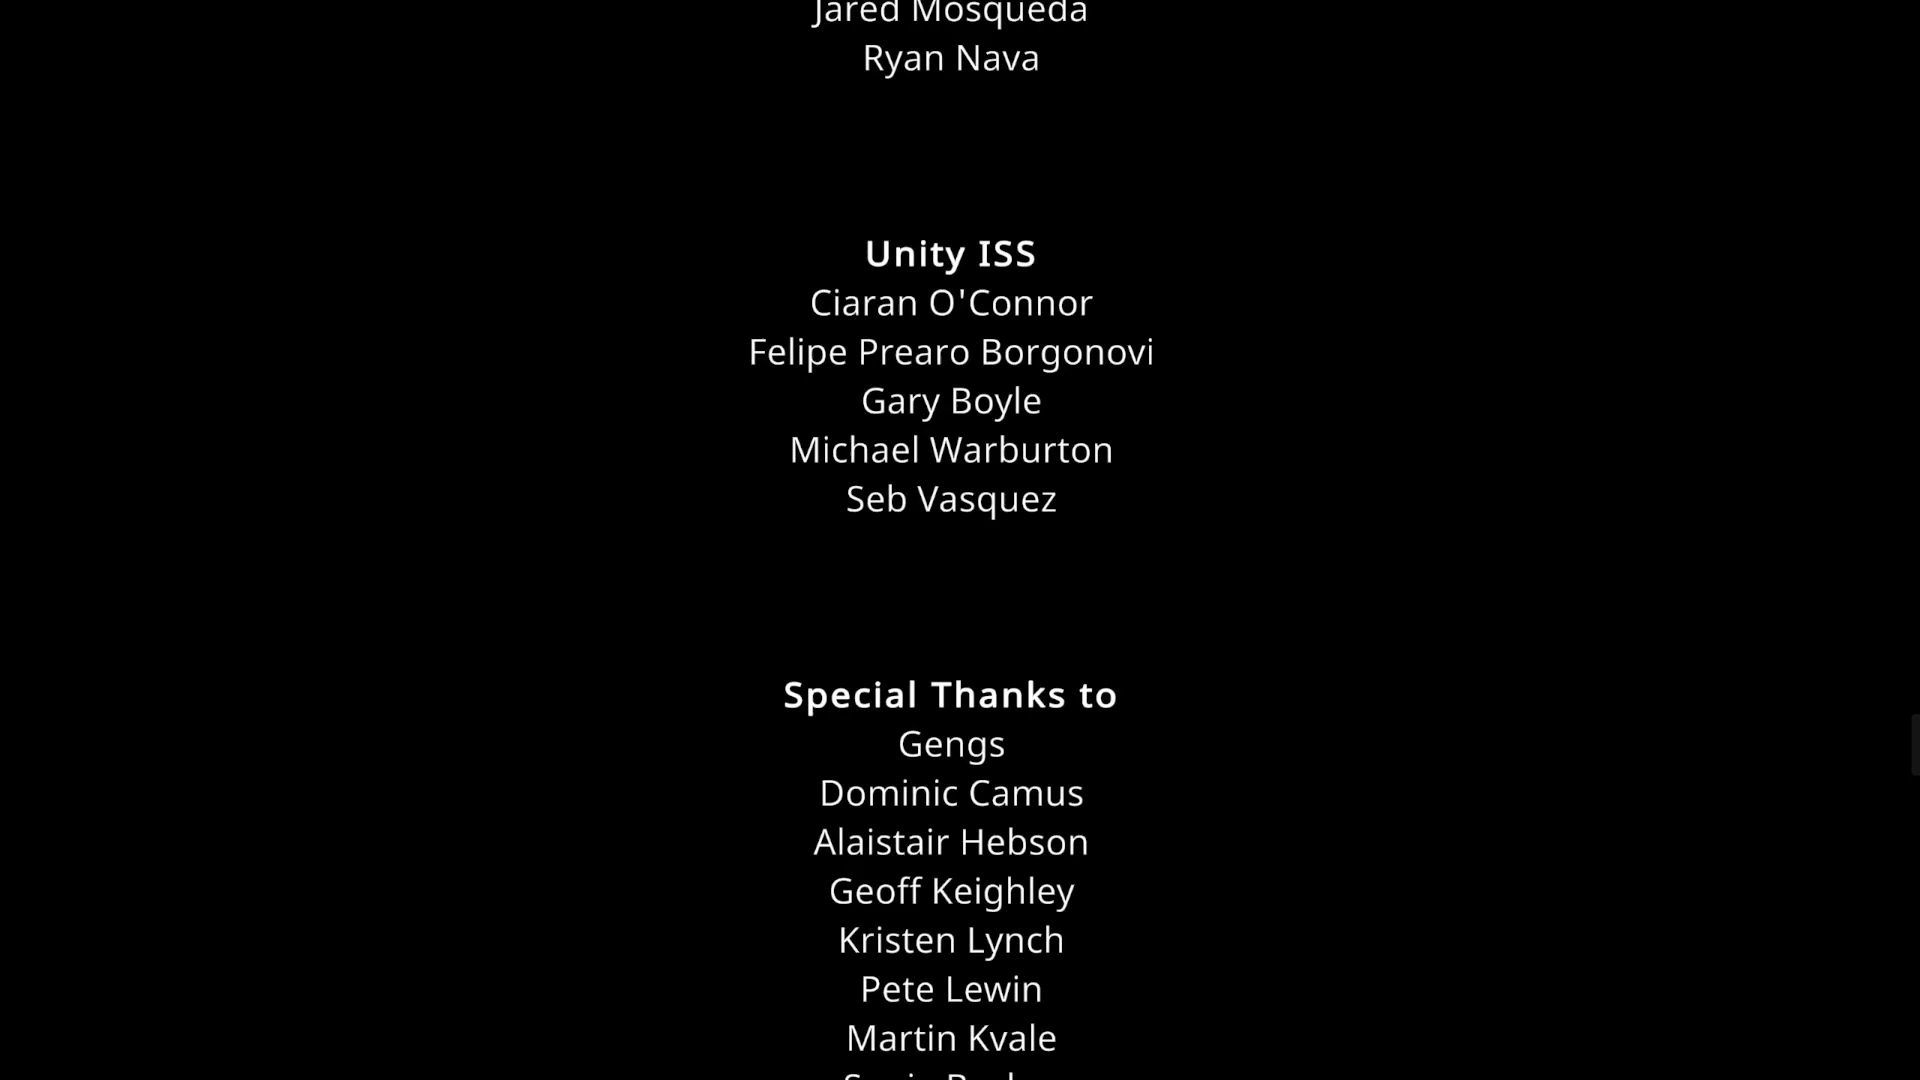 Jared Mosqueda
Ryan Nava
Unity ISS
Ciaran O'Connor
Felipe Prearo Borgonovi
Gary Boyle
Michael Warburton
Seb Vasquez
Special Thanks to
Gengs
Dominic Camus
Alaistair Hebson
Geoff Keighley
Kristen Lynch
Pete Lewin
Martin Kvale